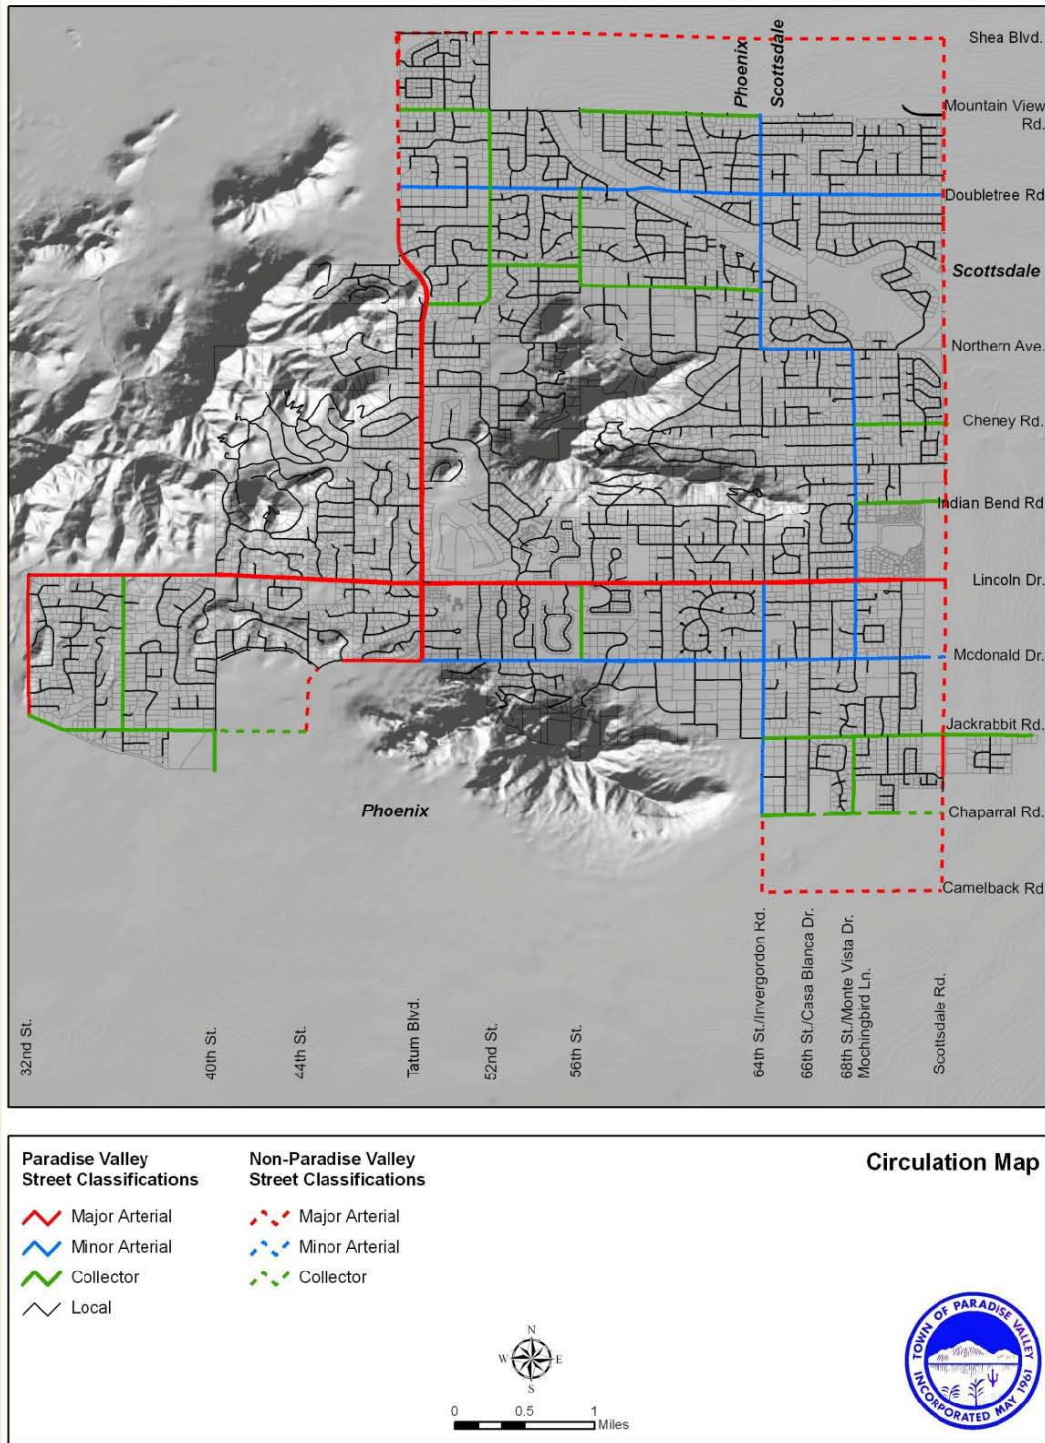 Shea Blvd.
Phoenix
Scottsdale
Mountain View
Rd.
Doubletree Rd
Scottsdale
Northern Ave.
Cheney Rd.
Indian Bend Rd
Lincoln Dr.
Mcdonald Dr.
Jackrabbit Rd.
Phoenix
Chaparral Rd.
Camelback Rd
32nd St.
40th St.
44th St.
Tatum Blvd.
52nd St.
56th St.
64th St./Invergordon Rd.
66th St./Casa Blanca Dr.
68th St./Monte Vista Dr.
Mochingbird Ln.
Scottsdale Rd.
Paradise Valley
Street Classifications
Major Arterial
Minor Arterial
Collector
Local
Non-Paradise Valley
Street Classifications
Major Arterial
Minor Arterial
Collector
Circulation Map
N
W E
S
0 0.5 1
Miles
TOWN OF PARADISE VALLEY
INCORPORATED MAY 1961